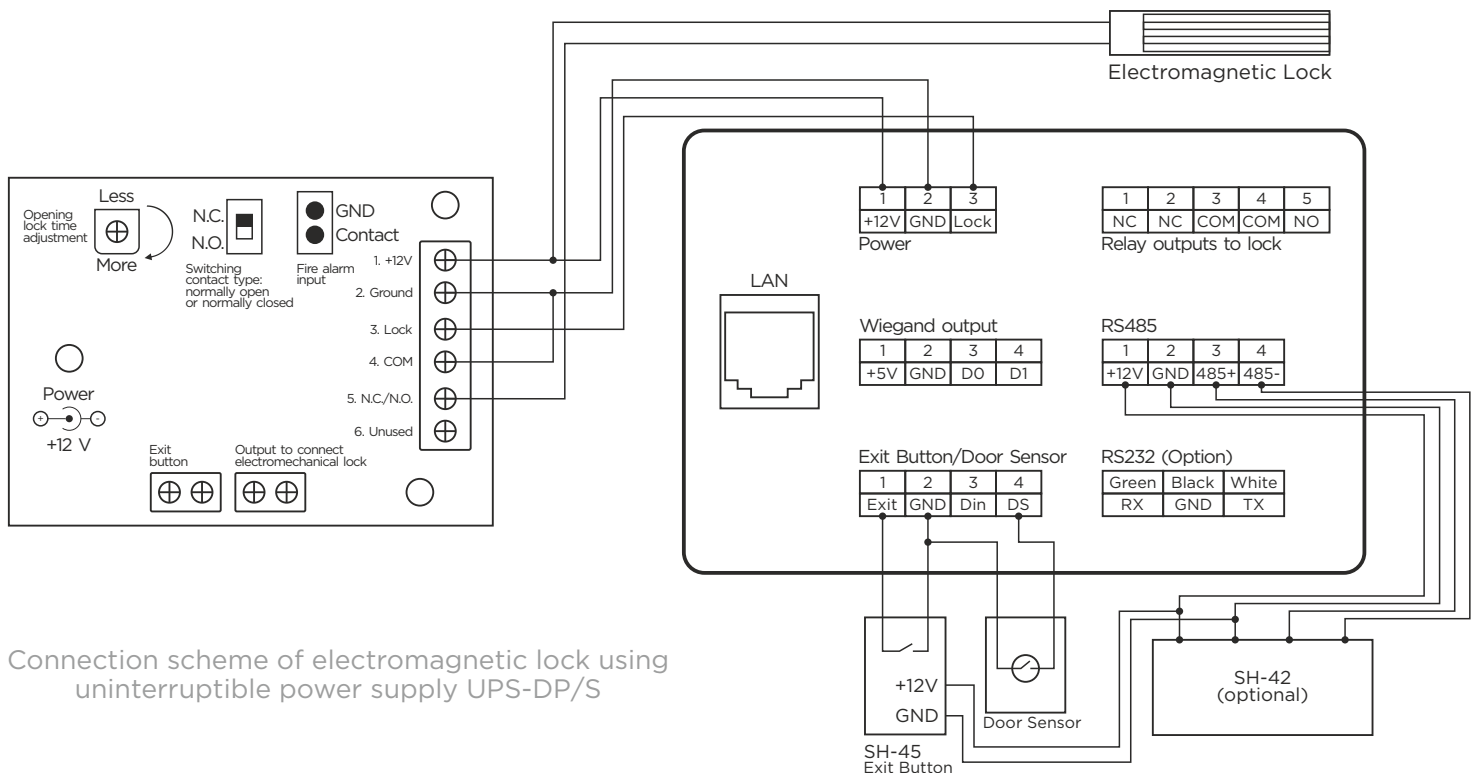 Electromagnetic Lock
Less
Opening
lock time
adjustment
More
N.C.
N.O.
Switching
contact type:
normally open
or normally closed
GND
Contact
Fire alarm
input
1. +12V
2. Ground
3. Lock
4. COM
5. N.C./N.O.
6. Unused
Power
+ -
+12 V
Exit
button
Output to connect
electromechanical lock
1 2 3
+12V GND Lock
Power
1 2 3 4 5
NC NC COM COM NO
Relay outputs to lock
LAN
Wiegand output
1 2 3 4
+5V GND D0 D1
RS485
1 2 3 4
+12V GND 485+ 485-
Exit Button/Door Sensor
1 2 3 4
Exit GND Din DS
RS232 (Option)
Green Black White
RX GND TX
+12V
GND
SH-45
Exit Button
Door Sensor
SH-42
(optional)
Connection scheme of electromagnetic lock using
uninterruptible power supply UPS-DP/S